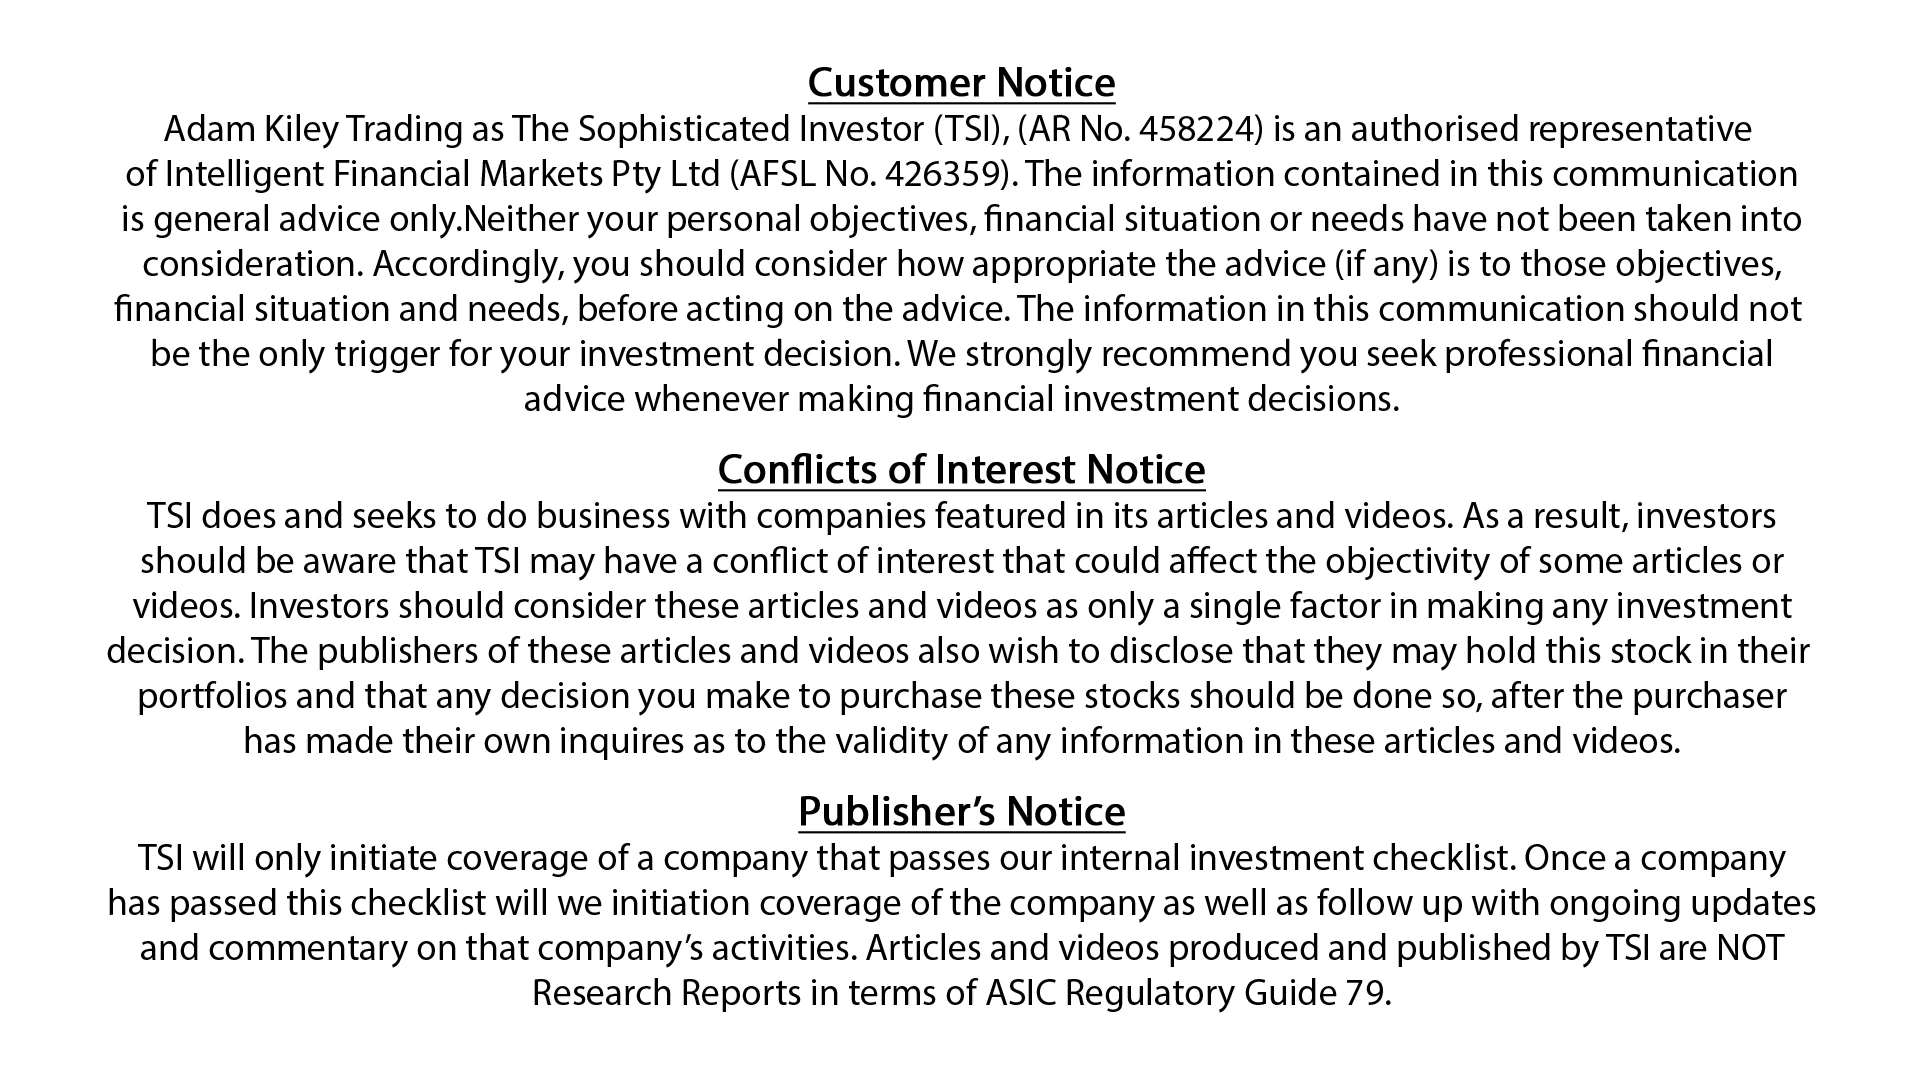 Customer Notice
Adam Kiley Trading as The Sophisticated Investor (TSI), (AR No. 458224) is an authorised representative
of Intelligent Financial Markets Pty Ltd (AFSL No. 426359). The information contained in this communication
is general advice only.Neither your personal objectives, financial situation or needs have not been taken into
consideration. Accordingly, you should consider how appropriate the advice (if any) is to those objectives,
financial situation and needs, before acting on the advice. The information in this communication should not
be the only trigger for your investment decision. We strongly recommend you seek professional financial
advice whenever making financial investment decisions.
Conflicts of Interest Notice
TSI does and seeks to do business with companies featured in its articles and videos. As a result, investors
should be aware that TSI may have a conflict of interest that could affect the objectivity of some articles or
videos. Investors should consider these articles and videos as only a single factor in making any investment
decision. The publishers of these articles and videos also wish to disclose that they may hold this stock in their
portfolios and that any decision you make to purchase these stocks should be done so, after the purchaser
has made their own inquires as to the validity of any information in these articles and videos.
Publisher’s Notice
TSI will only initiate coverage of a company that passes our internal investment checklist. Once a company
has passed this checklist will we initiation coverage of the company as well as follow up with ongoing updates
and commentary on that company’s activities. Articles and videos produced and published by TSI are NOT
Research Reports in terms of ASIC Regulatory Guide 79.